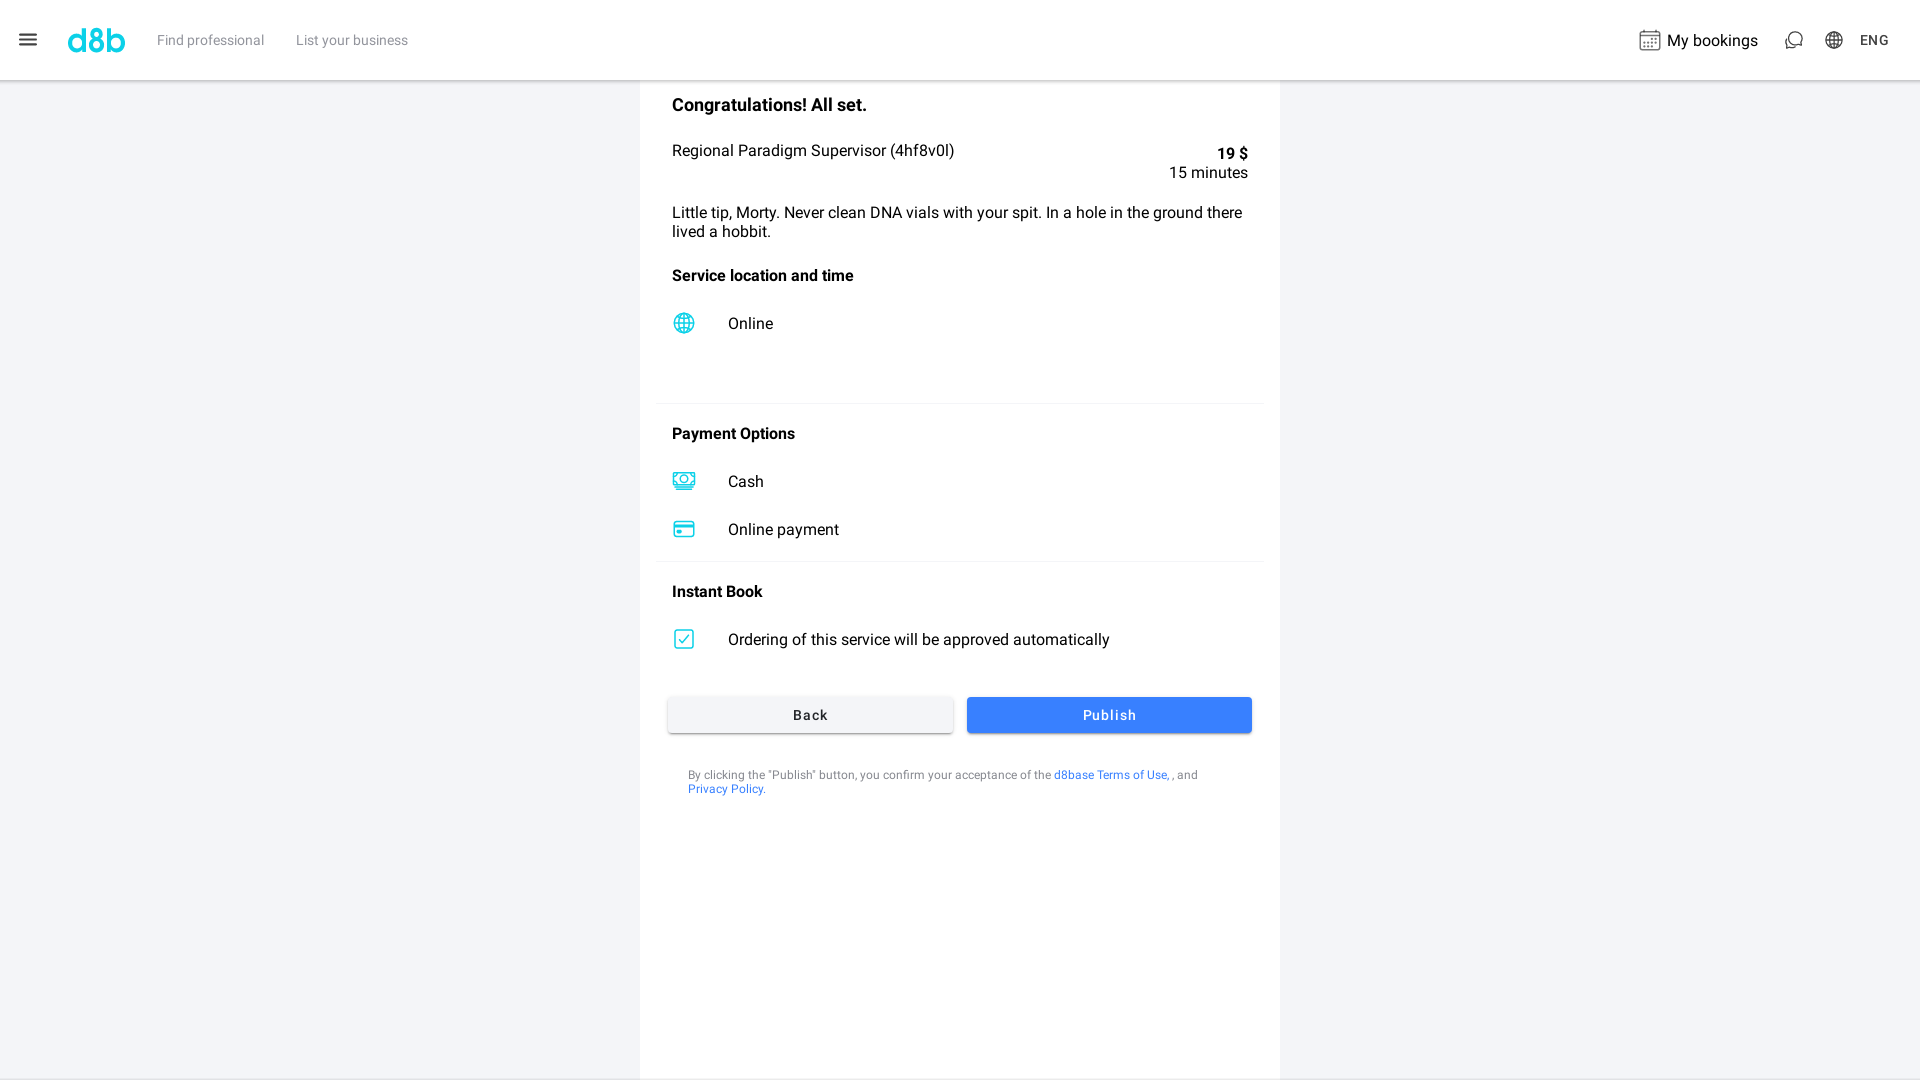 d8b
Find professional
List your business
My bookings
ENG
Congratulations! All set.
Regional Paradigm Supervisor (4hf8v0l)
19 $
15 minutes
Little tip, Morty. Never clean DNA vials with your spit. In a hole in the ground there
lived a hobbit.
Service location and time
Online
Payment Options
Cash
Online payment
Instant Book
Ordering of this service will be approved automatically
Back
Publish
By clicking the "Publish" button, you confirm your acceptance of the d8base Terms of Use, , and
Privacy Policy.